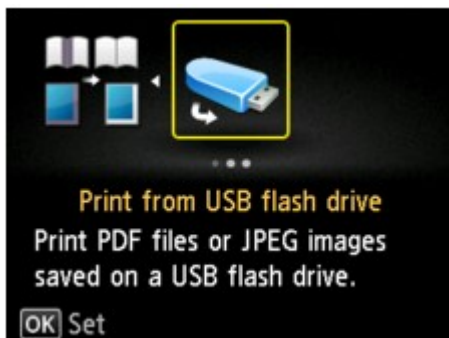 Print from USB flash drive
Print PDF files or JPEG images
saved on a USB flash drive.
OK Set